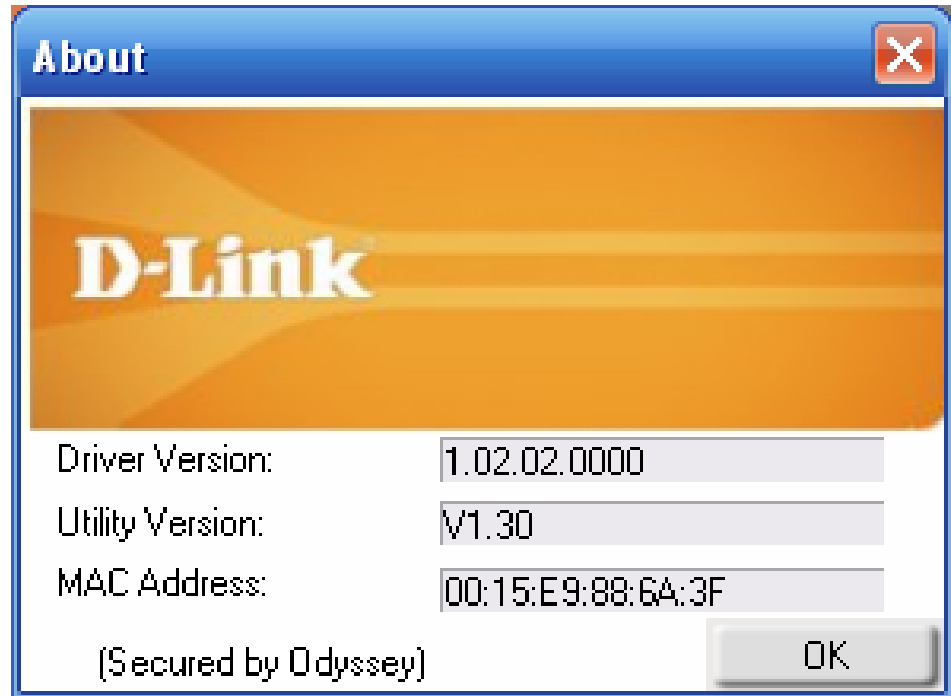 About
D-Link
Driver Version: 1.02.02.0000
Utility Version: V1.30
MAC Address: 00:15:E9:88:6A:3F
(Secured by Odyssey) OK